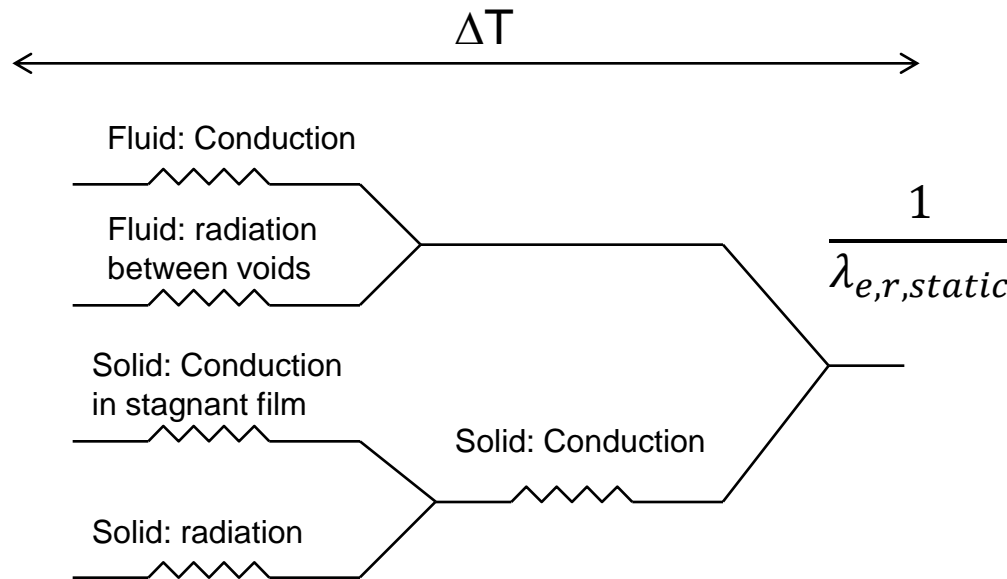 ΔT
Fluid: Conduction
Fluid: radiation
between voids
1
λe,r,static
Solid: Conduction
in stagnant film
Solid: Conduction
Solid: radiation